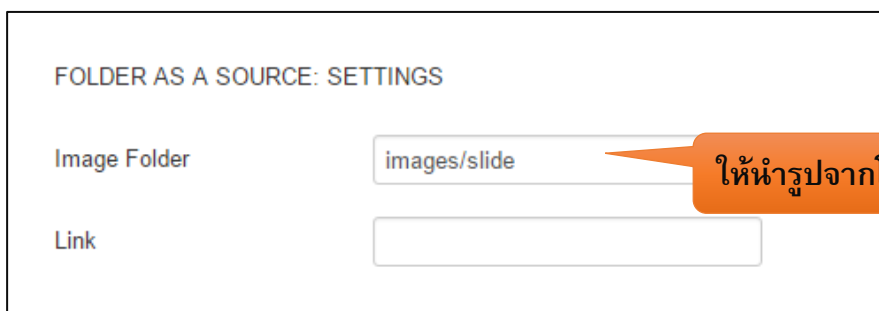 FOLDER AS A SOURCE: SETTINGS
Image Folder
images/slide
ให้นำรูปจาก
Link